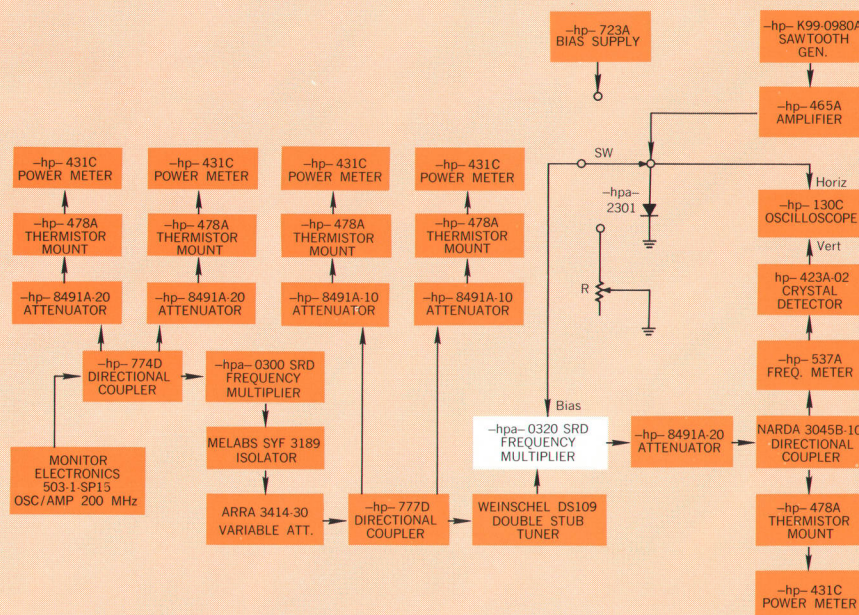 –hp– 723A
BIAS SUPPLY
–hp– K99-0980A
SAWTOOTH
GEN.
–hp– 465A
AMPLIFIER
–hp– 431C
POWER METER
–hp– 431C
POWER METER
–hp– 431C
POWER METER
–hp– 431C
POWER METER
SW
–hpa–
2301
Horiz
–hp– 130C
OSCILLOSCOPE
Vert
–hp– 478A
THERMISTOR
MOUNT
–hp– 478A
THERMISTOR
MOUNT
–hp– 478A
THERMISTOR
MOUNT
–hp– 478A
THERMISTOR
MOUNT
hp– 423A-02
CRYSTAL
DETECTOR
–hp– 8491A-20
ATTENUATOR
–hp– 8491A-20
ATTENUATOR
–hp– 8491A-10
ATTENUATOR
–hp– 8491A-10
ATTENUATOR
R
–hp– 774D
DIRECTIONAL
COUPLER
–hpa– 0300 SRD
FREQUENCY
MULTIPLIER
–hp– 537A
FREQ. METER
Bias
MONITOR
ELECTRONICS
503-1-SP15
OSC/AMP 200 MHz
MELABS SYF 3189
ISOLATOR
–hpa– 0320 SRD
FREQUENCY
MULTIPLIER
–hp– 8491A-20
ATTENUATOR
NARDA 3045B-10
DIRECTIONAL
COUPLER
ARRA 3414-30
VARIABLE ATT.
–hp– 777D
DIRECTIONAL
COUPLER
WEINSCHEL DS109
DOUBLE STUB
TUNER
–hp– 478A
THERMISTOR
MOUNT
–hp– 431C
POWER METER